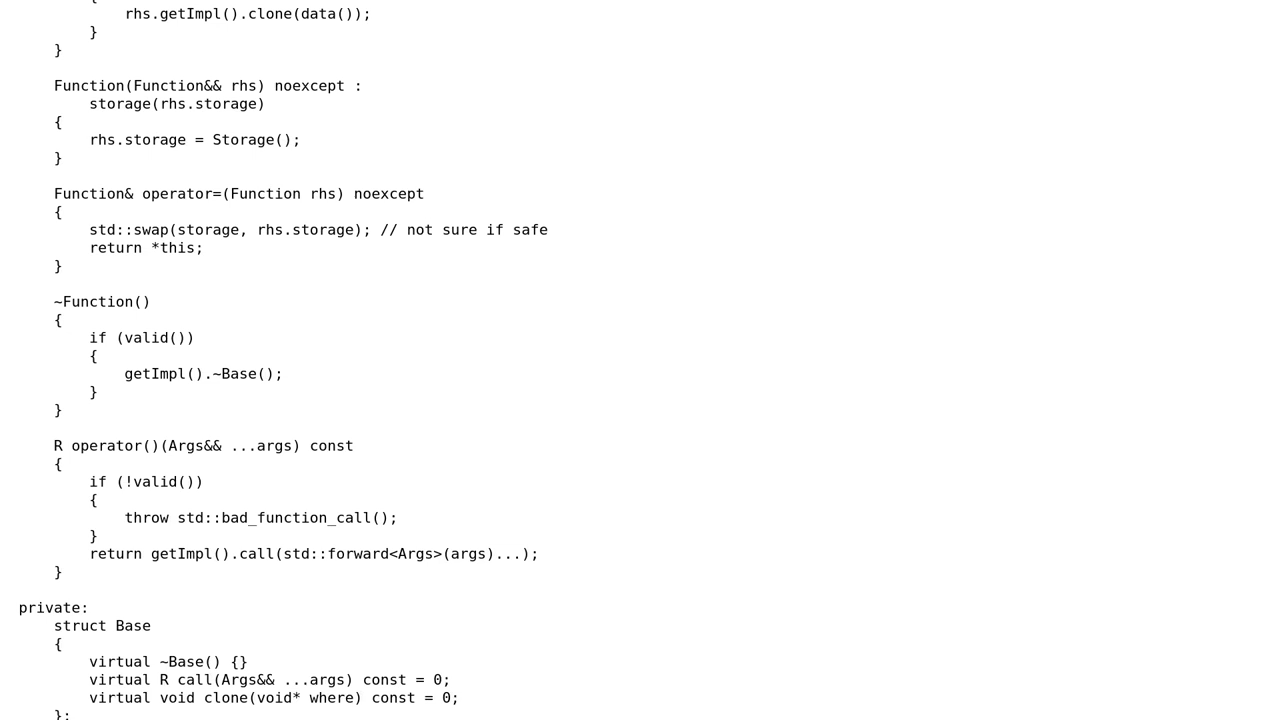 {
rhs.getImpl().clone(data());
}
}
Function(Function&& rhs) noexcept :
storage(rhs.storage)
{
rhs.storage = Storage();
}
Function& operator=(Function rhs) noexcept
{
std::swap(storage, rhs.storage); // not sure if safe
return *this;
}
~Function()
{
if (valid())
{
getImpl().~Base();
}
}
R operator()(Args&& ...args) const
{
if (!valid())
{
throw std::bad_function_call();
}
return getImpl().call(std::forward<Args>(args)...);
}
private:
struct Base
{
virtual ~Base() {}
virtual R call(Args&& ...args) const = 0;
virtual void clone(void* where) const = 0;
};